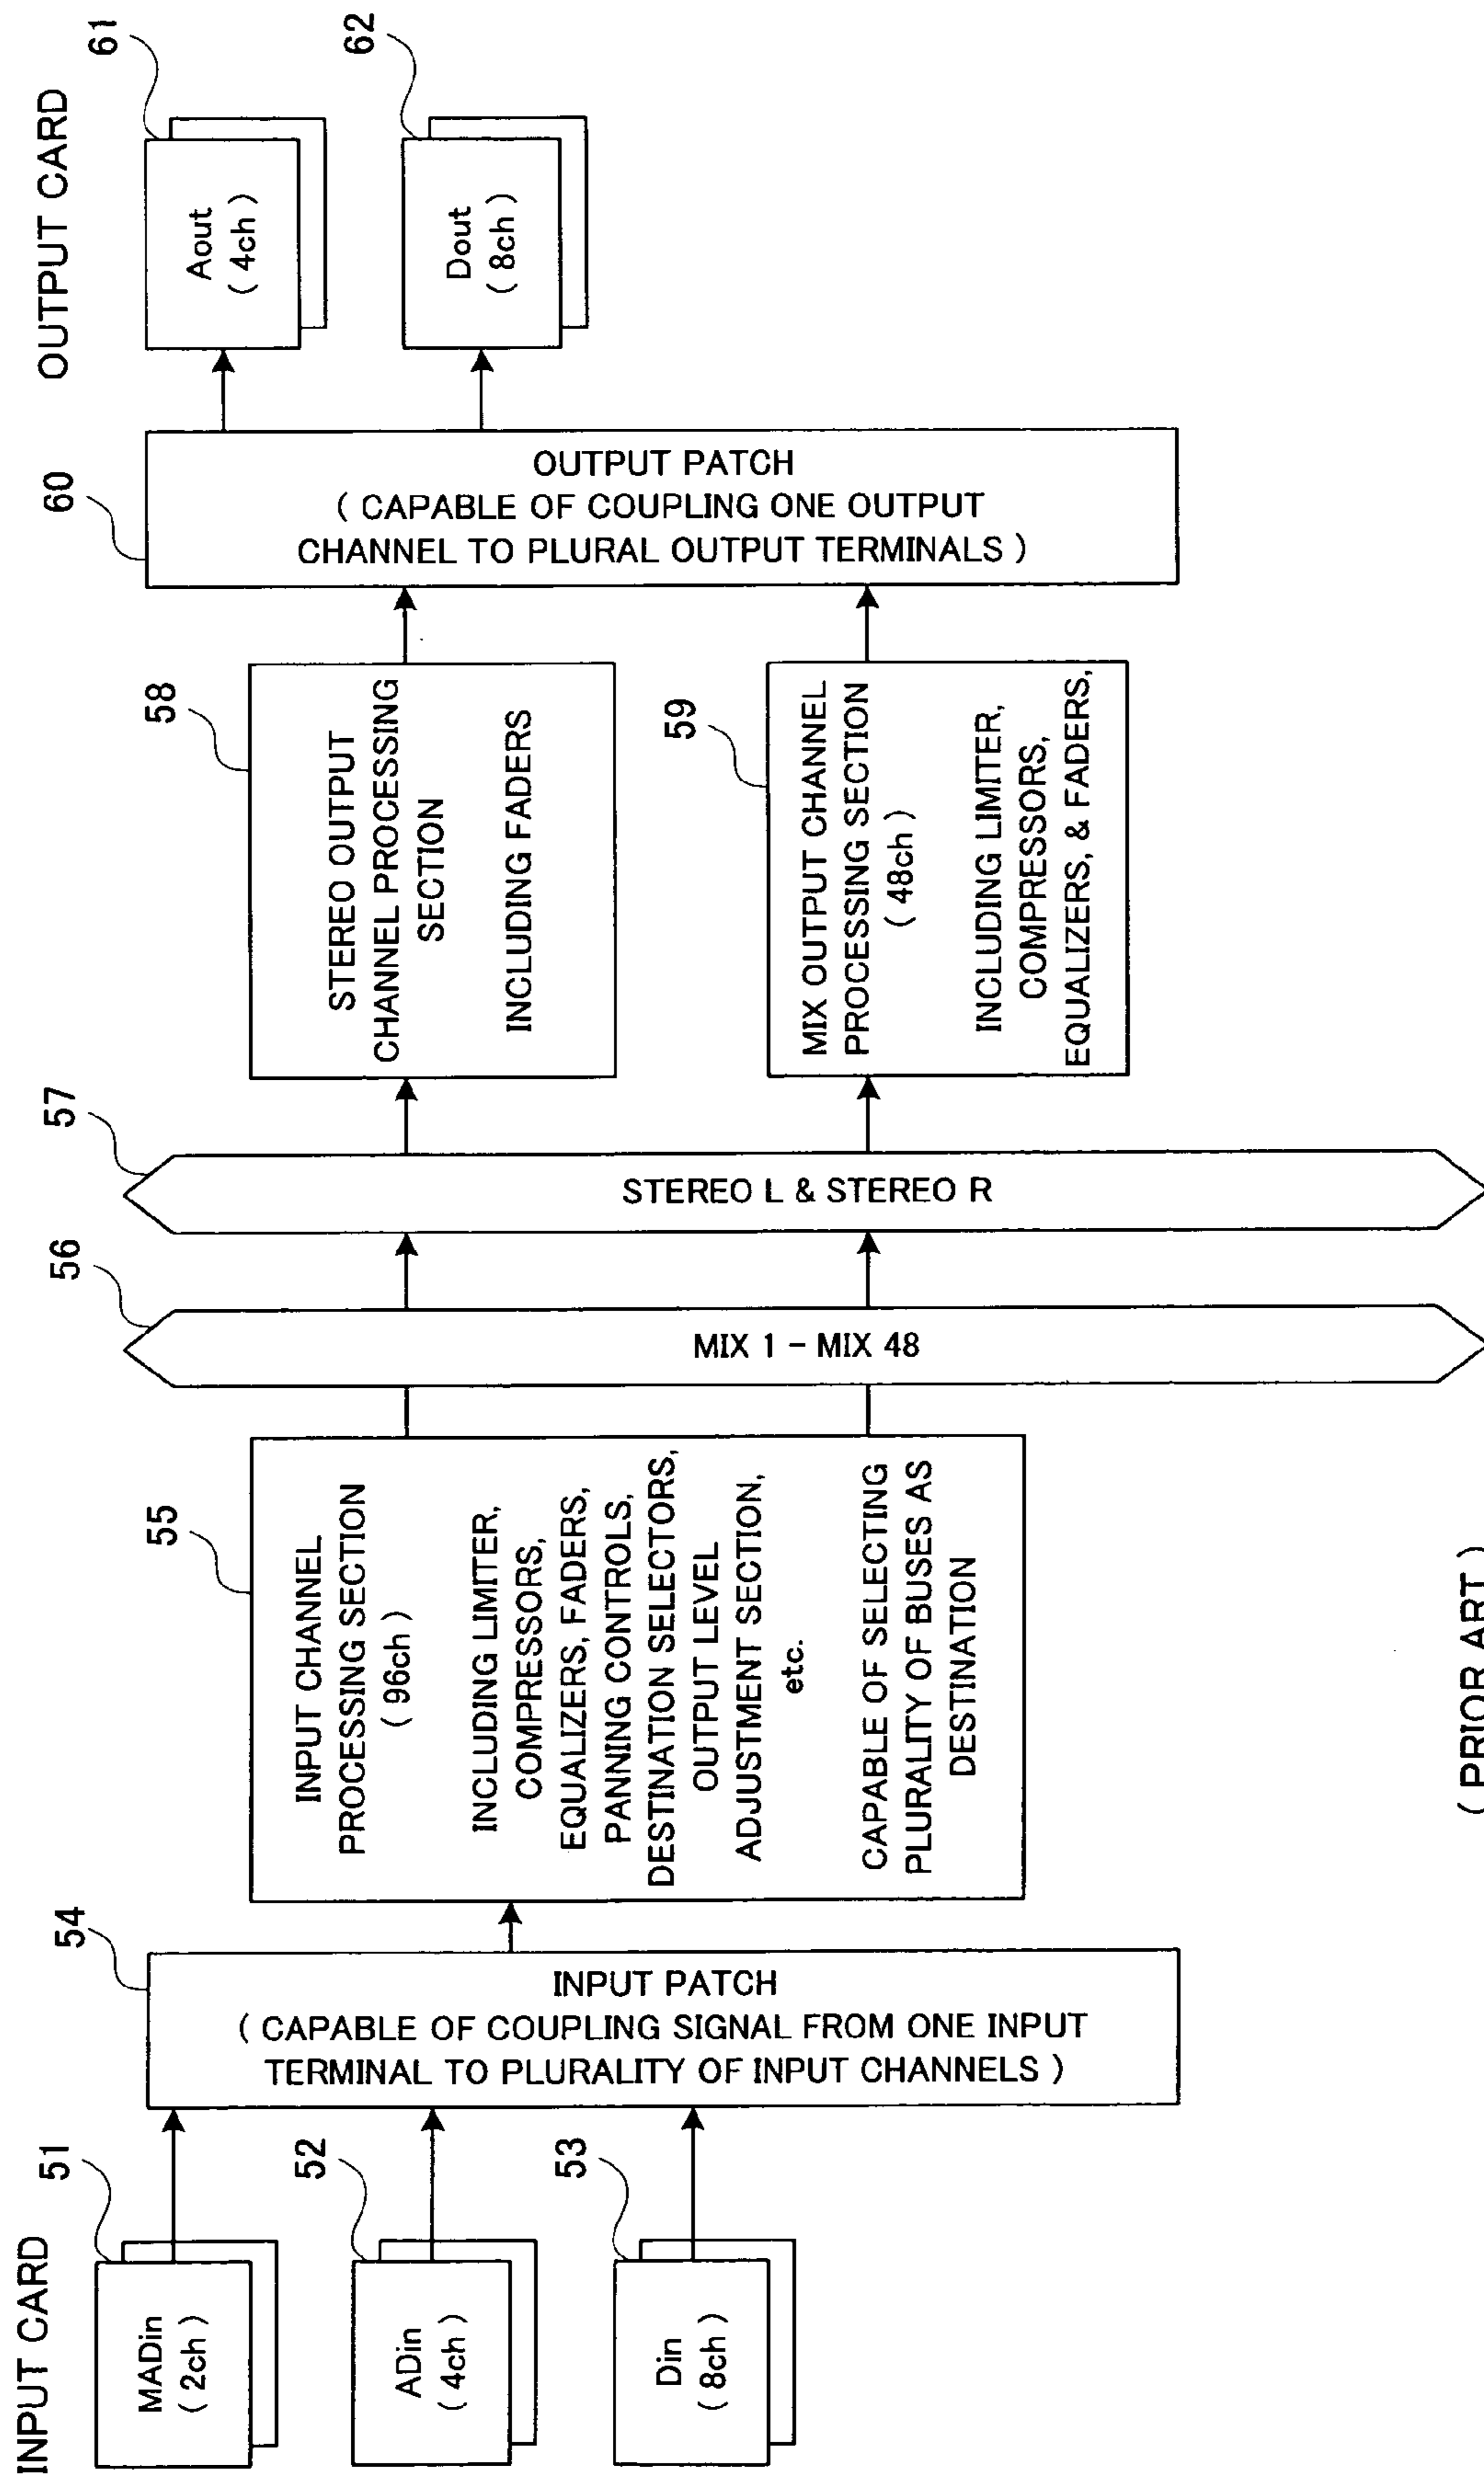 INPUT CARD
51
MADin
( 2ch )
52
ADin
( 4ch )
53
Din
( 8ch )
54
INPUT PATCH
( CAPABLE OF COUPLING SIGNAL FROM ONE INPUT
TERMINAL TO PLURALITY OF INPUT CHANNELS )
55
INPUT CHANNEL
PROCESSING SECTION
( 96ch )
INCLUDING LIMITER,
COMPRESSORS,
EQUALIZERS, FADERS,
PANNING CONTROLS,
DESTINATION SELECTORS,
OUTPUT LEVEL
ADJUSTMENT SECTION,
etc.
CAPABLE OF SELECTING
PLURALITY OF BUSES AS
DESTINATION
56
MIX 1 – MIX 48
57
STEREO L & STEREO R
58
STEREO OUTPUT
CHANNEL PROCESSING
SECTION
INCLUDING FADERS
59
MIX OUTPUT CHANNEL
PROCESSING SECTION
( 48ch )
INCLUDING LIMITER,
COMPRESSORS,
EQUALIZERS, & FADERS,
60
OUTPUT PATCH
( CAPABLE OF COUPLING ONE OUTPUT
CHANNEL TO PLURAL OUTPUT TERMINALS )
OUTPUT CARD
61
Aout
( 4ch )
62
Dout
( 8ch )
( PRIOR ART )